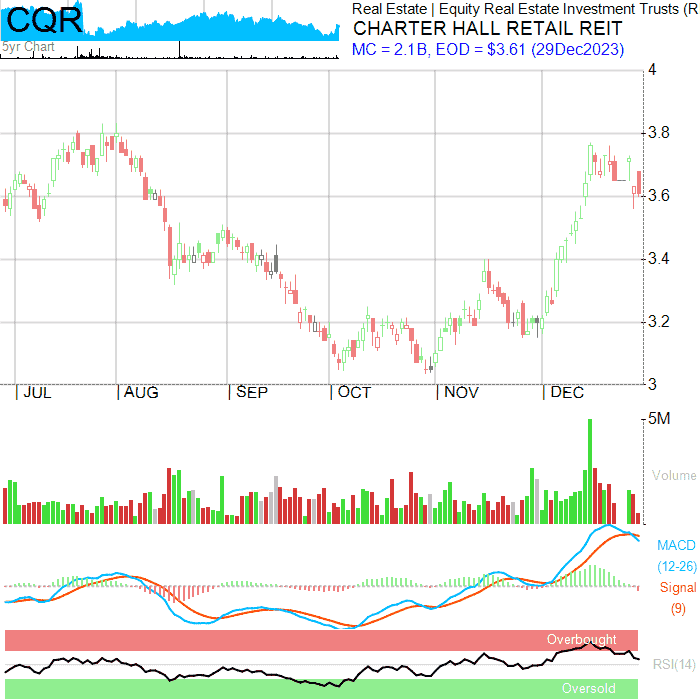 CQR
5yr Chart
Real Estate | Equity Real Estate Investment Trusts (R
CHARTER HALL RETAIL REIT
MC = 2.1B, EOD = $3.61 (29Dec2023)
4
3.8
3.6
3.4
3.2
3
| JUL | AUG | SEP | OCT | NOV | DEC
5M
Volume
MACD
(12-26)
Signal
(9)
Overbought
RSI(14)
Oversold